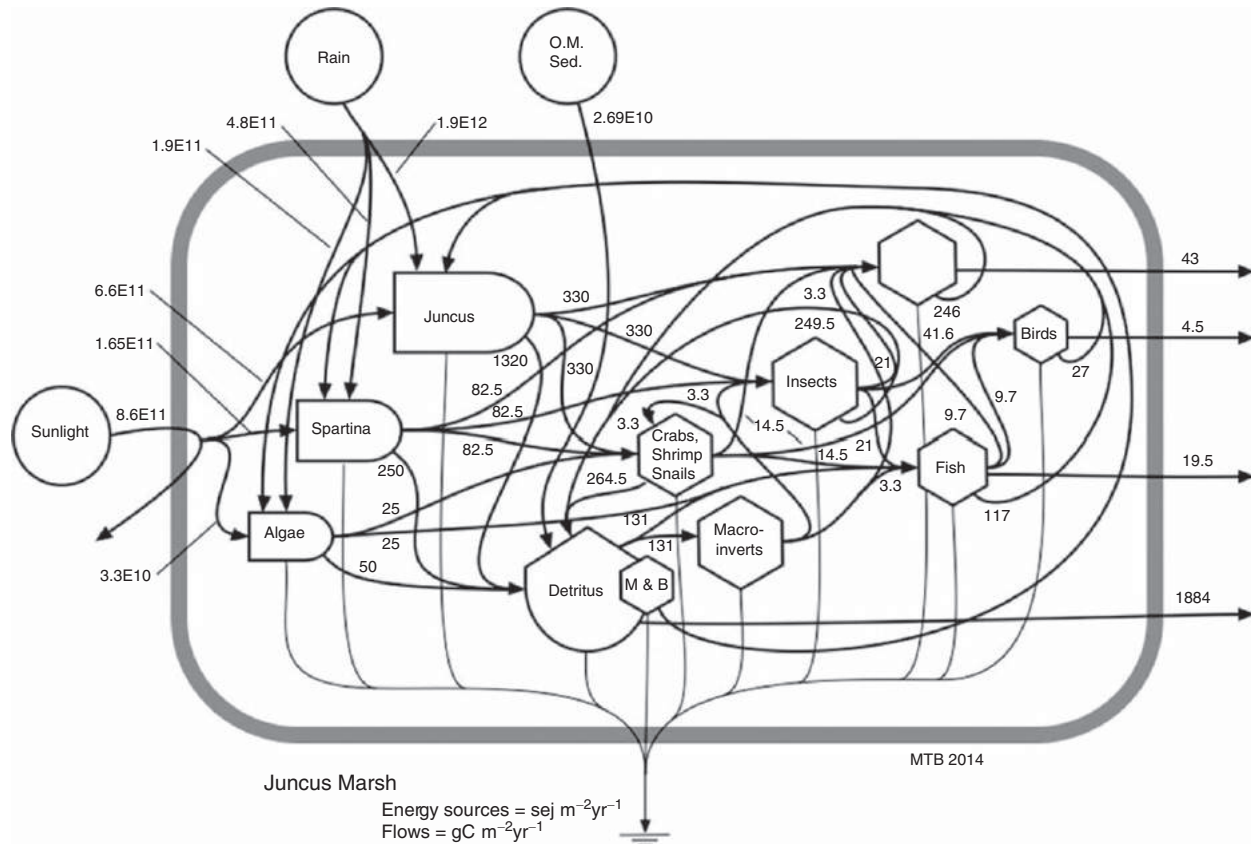 Rain
O.M.
Sed.
4.8E11
1.9E12
2.69E10
1.9E11
6.6E11
1.65E11
Sunlight
8.6E11
3.3E10
Juncus
Spartina
Algae
330
330
330
1320
82.5
82.5
82.5
250
25
25
50
3.3
249.5
246
41.6
43
Birds
4.5
27
Insects
21
21
3.3
3.3
14.5
14.5
Crabs,
Shrimp
Snails
264.5
9.7
9.7
Fish
19.5
3.3
117
131
131
Macro-
inverts
Detritus
M & B
1884
MTB 2014
Juncus Marsh
Energy sources = sej m⁻²yr⁻¹
Flows = gC m⁻²yr⁻¹